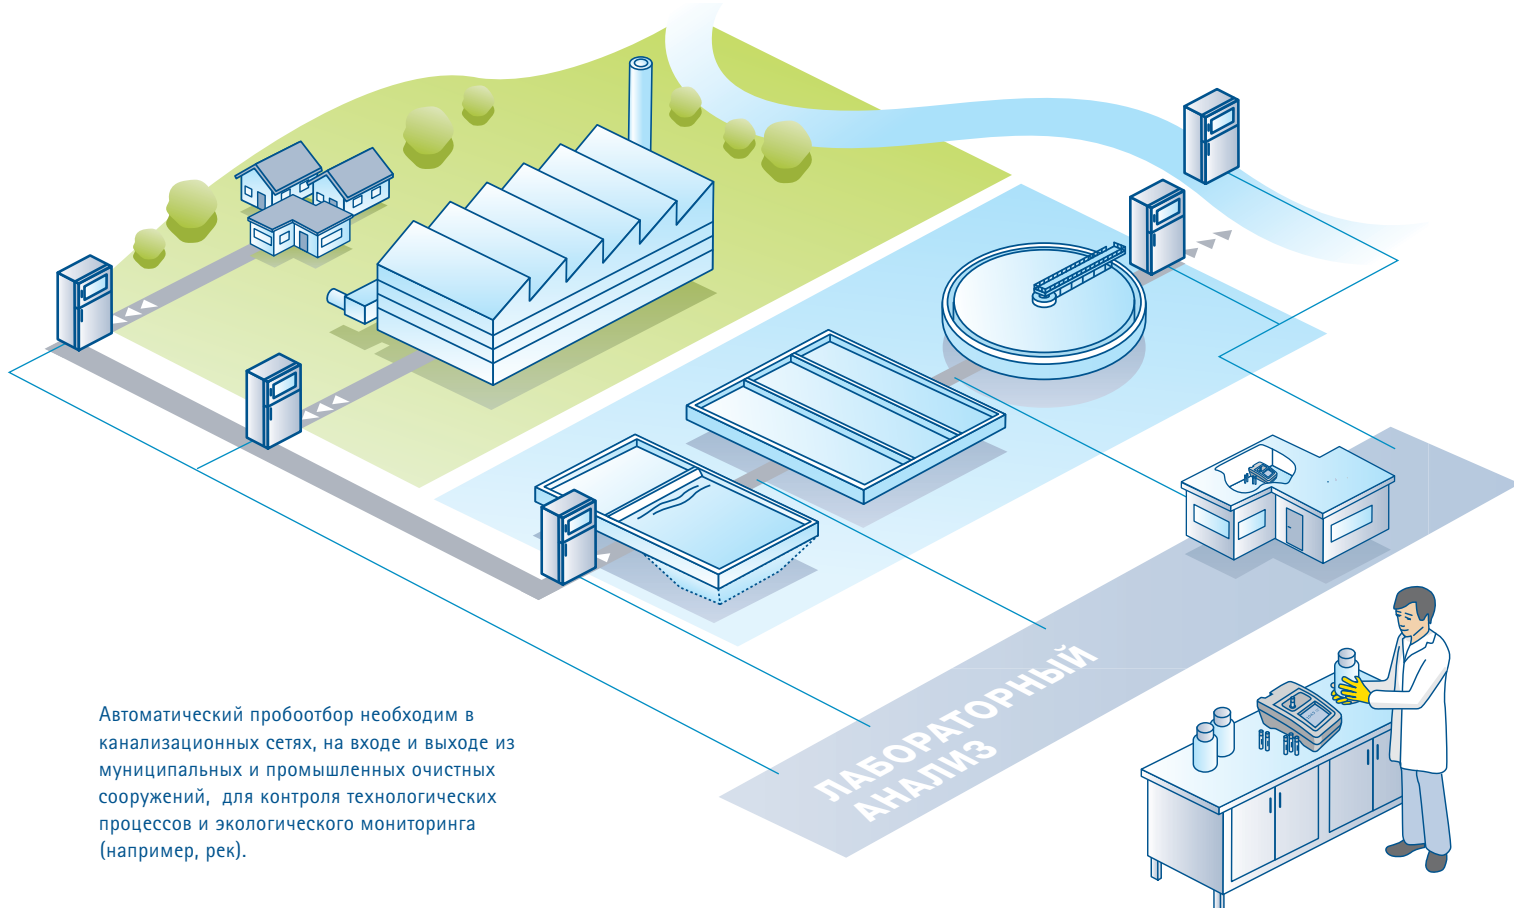 Автоматический пробоотбор необходим в
канализационных сетях, на входе и выходе из
муниципальных и промышленных очистных
сооружений, для контроля технологических
процессов и экологического мониторинга
(например, рек).
ЛАБОРАТОРНЫЙ
АНАЛИЗ